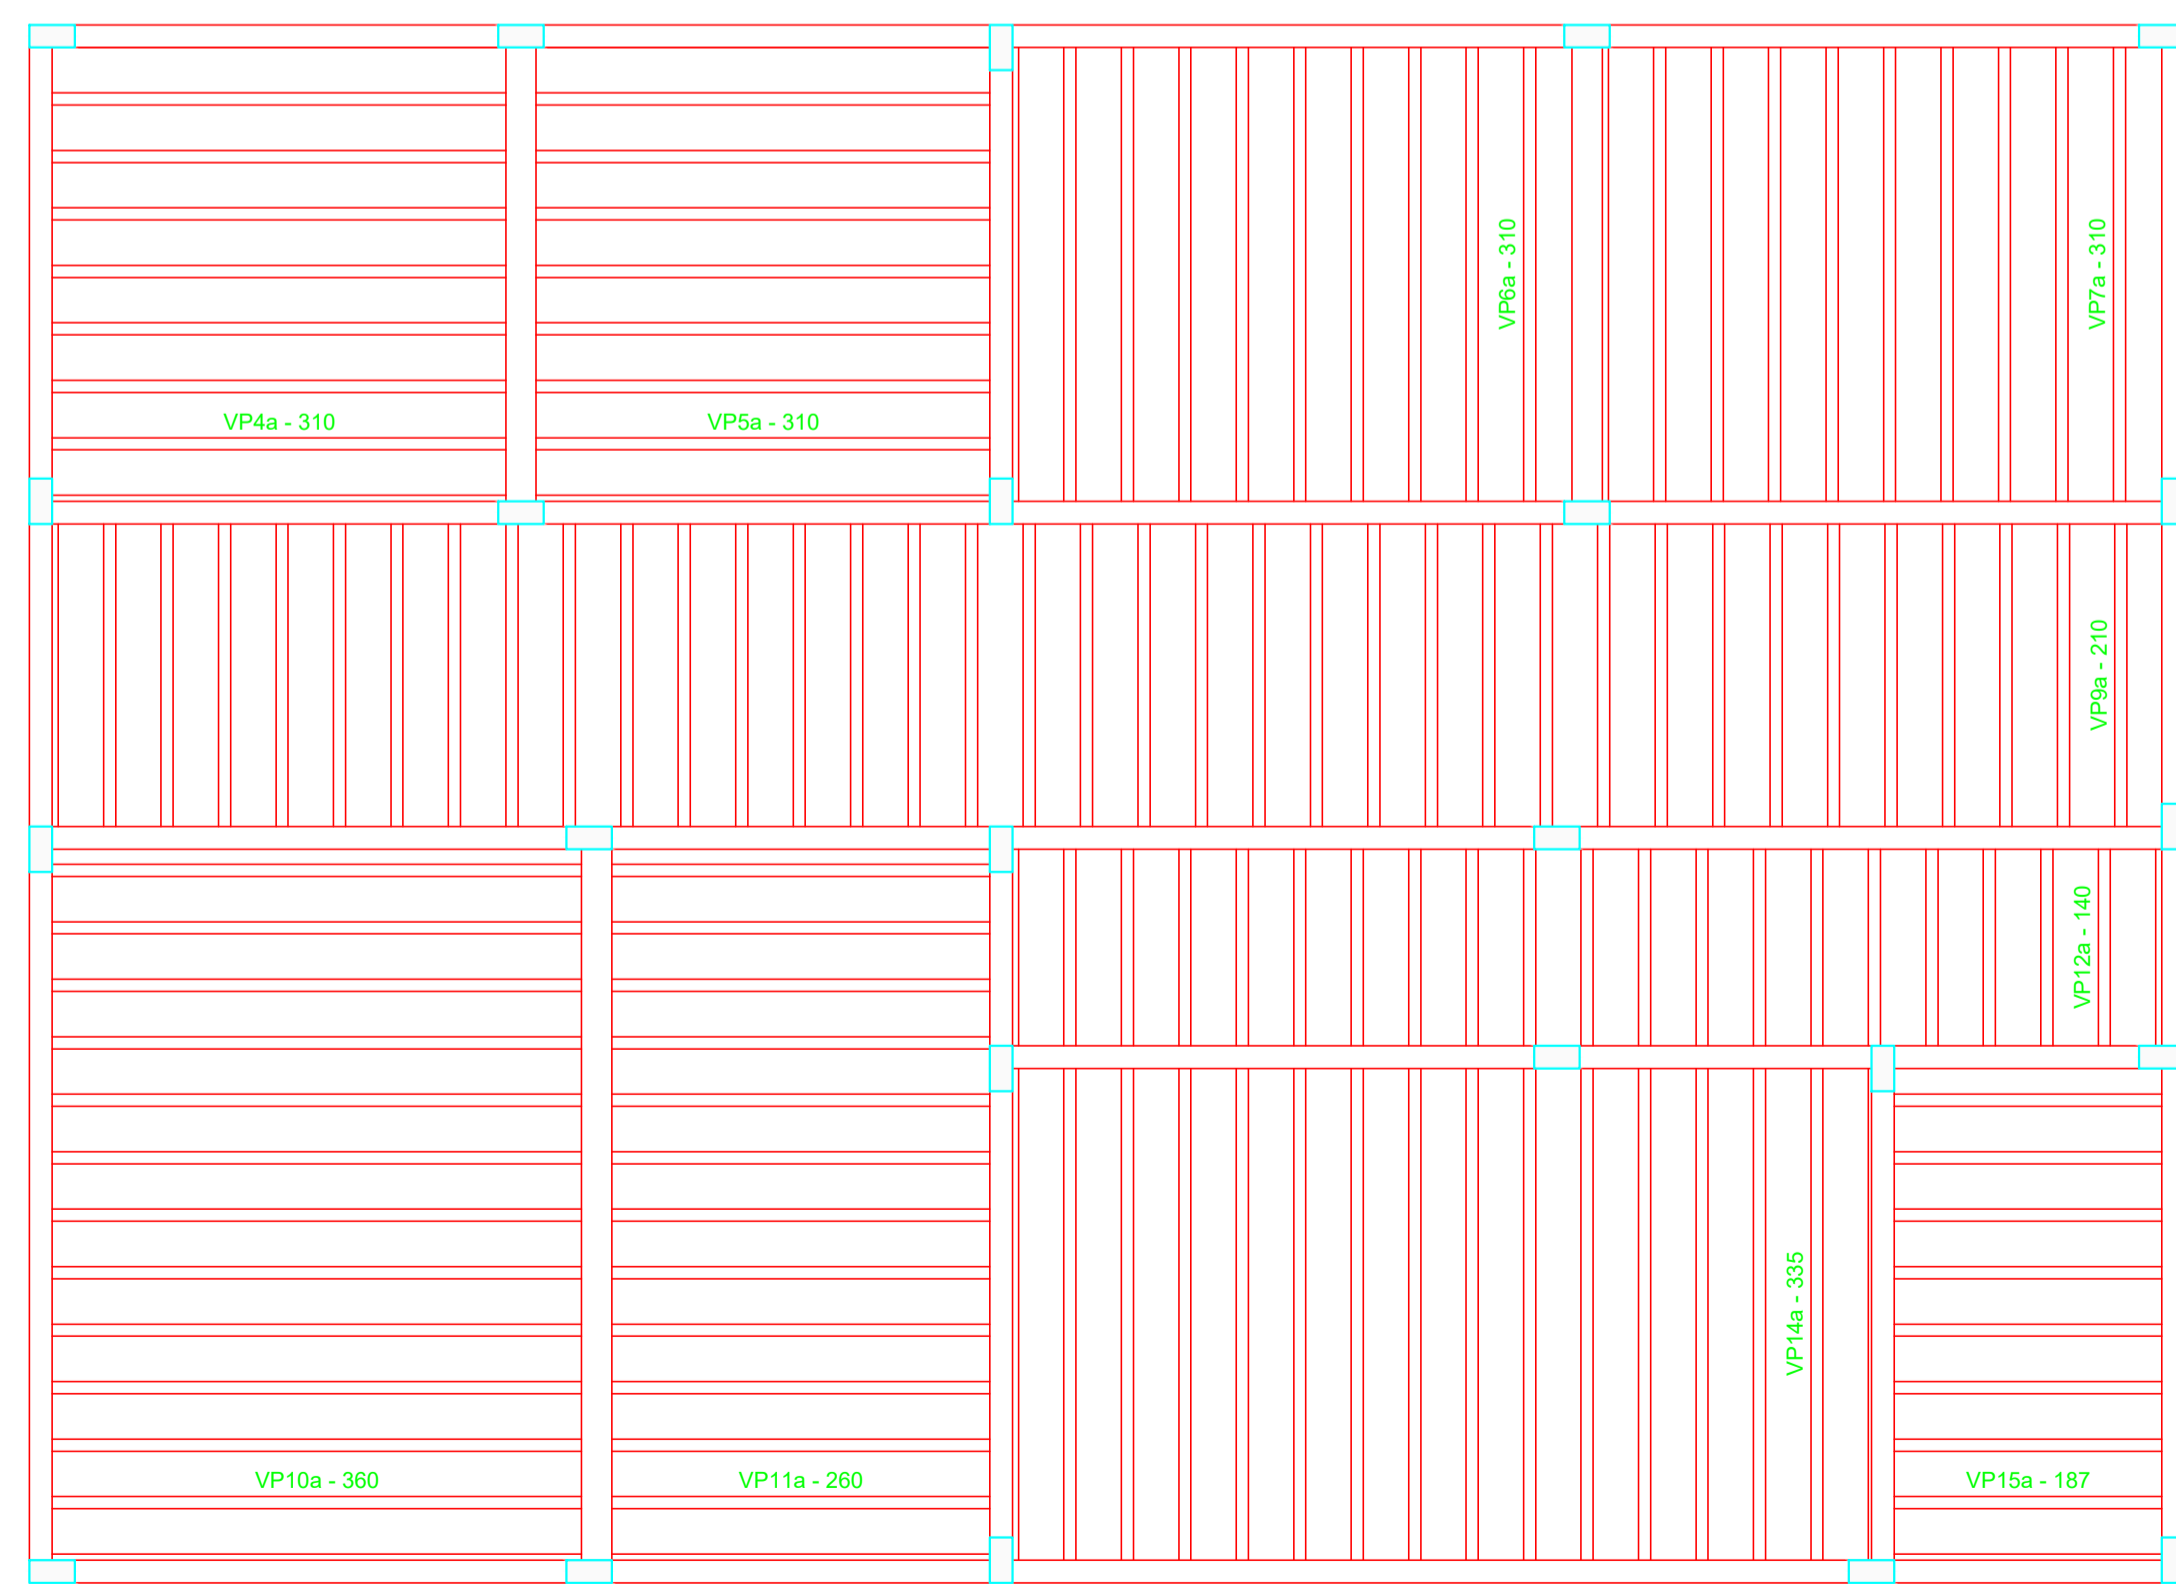 VP6a - 310
VP7a - 310
VP4a - 310
VP5a - 310
VP9a - 210
VP12a - 140
VP14a - 335
VP10a - 360
VP11a - 260
VP15a - 187